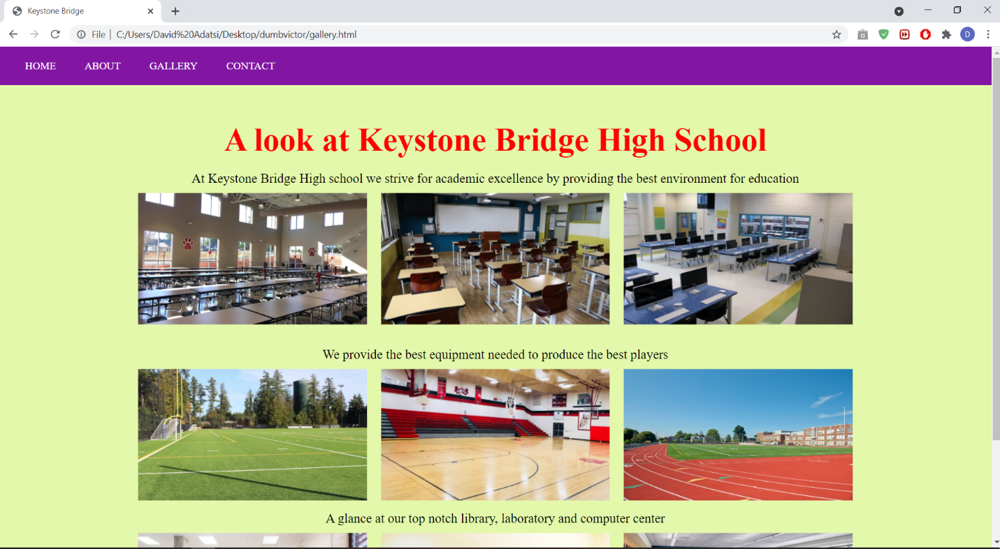 Keystone Bridge
File
C:/Users/David%20Adatsi/Desktop/dumbvictor/gallery.html
D
HOME ABOUT GALLERY CONTACT
A look at Keystone Bridge High School
At Keystone Bridge High school we strive for academic excellence by providing the best environment for education
We provide the best equipment needed to produce the best players
A glance at our top notch library, laboratory and computer center